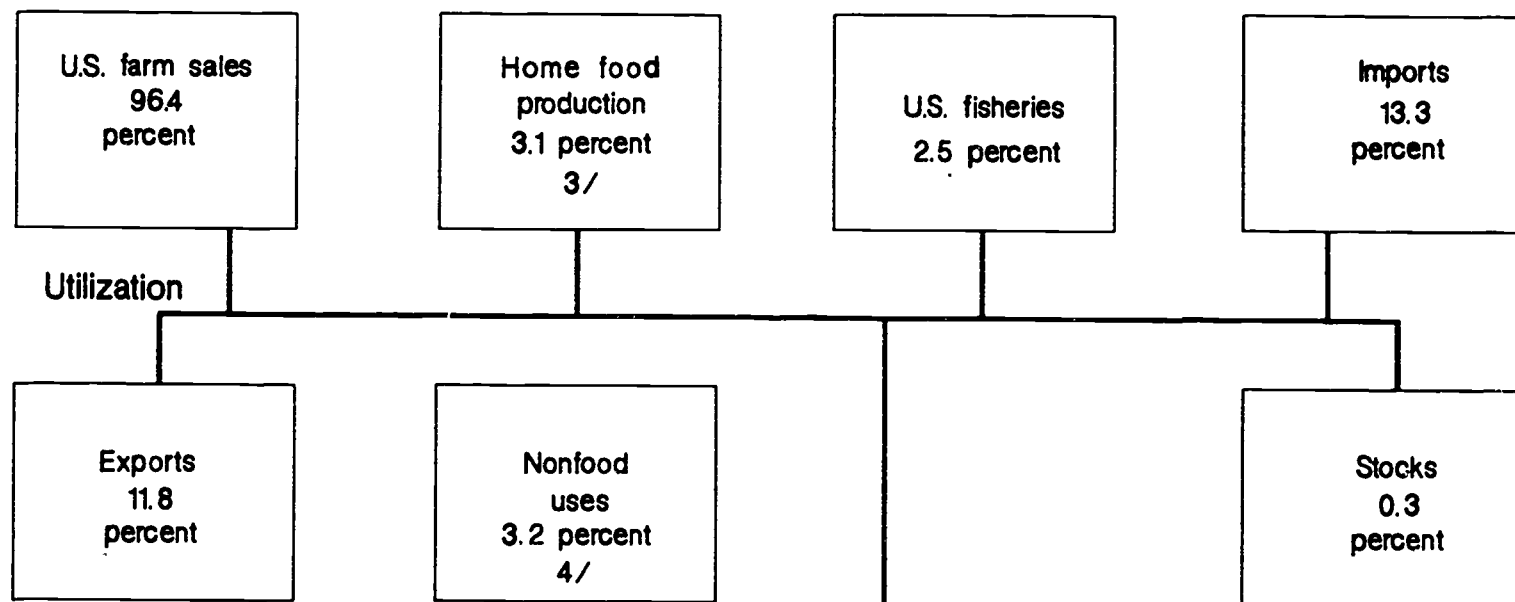 U.S. farm sales
96.4
percent
Home food
production
3.1 percent
3/
U.S. fisheries
2.5 percent
Imports
13.3
percent
Utilization
Exports
11.8
percent
Nonfood
uses
3.2 percent
4/
Stocks
0.3
percent